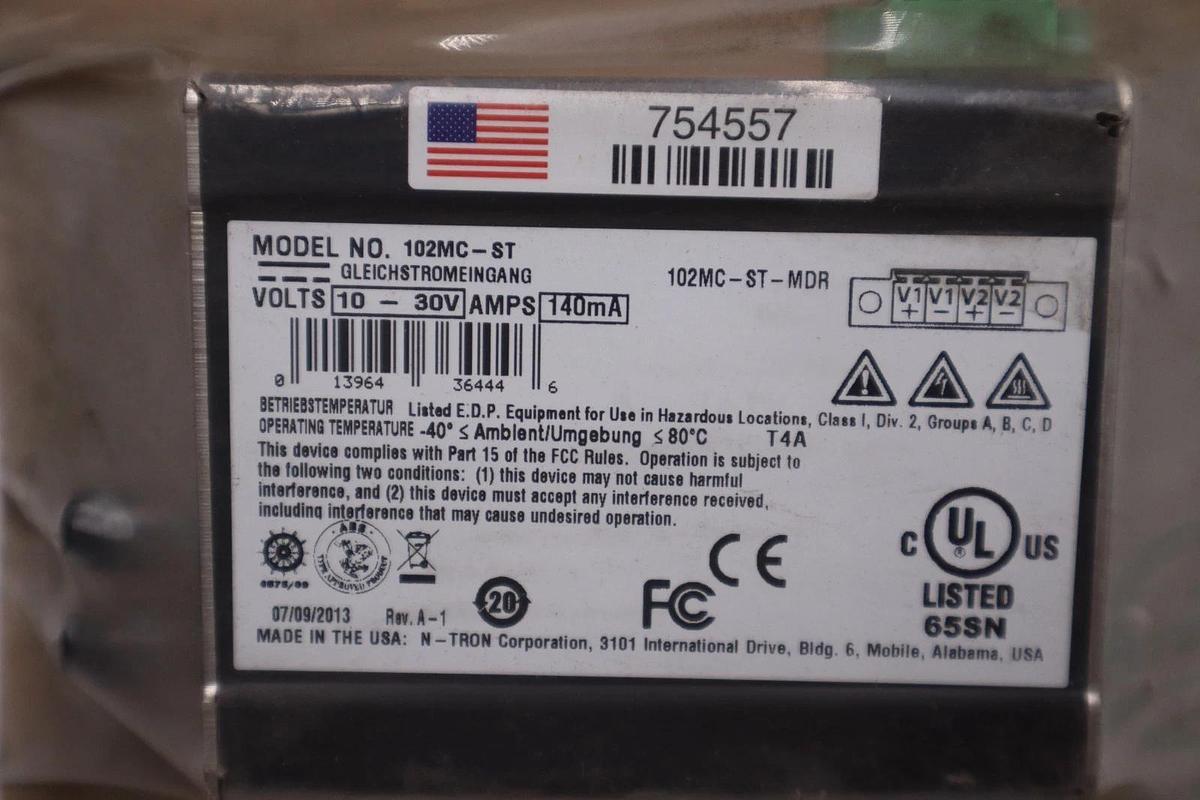 754557
MODEL NO. 102MC-ST
GLEICHSTROMEINGANG
102MC-ST-MDR
V1 V1 V2 V2
+ - + -
VOLTS 10 - 30V AMPS 140mA
0 13964 36444 6
BETRIEBSTEMPERATUR Listed E.D.P. Equipment for Use in Hazardous Locations, Class I, Div. 2, Groups A, B, C, D
OPERATING TEMPERATURE -40° ≤ Ambient/Umgebung ≤ 80°C T4A
This device complies with Part 15 of the FCC Rules. Operation is subject to
the following two conditions: (1) this device may not cause harmful
interference, and (2) this device must accept any interference received,
including interference that may cause undesired operation.
ABS
TYPE APPROVED PRODUCT
0575/09
20
FC
CE
C UL ® US
LISTED
65SN
07/09/2013 Rev. A-1
MADE IN THE USA: N-TRON Corporation, 3101 International Drive, Bldg. 6, Mobile, Alabama, USA